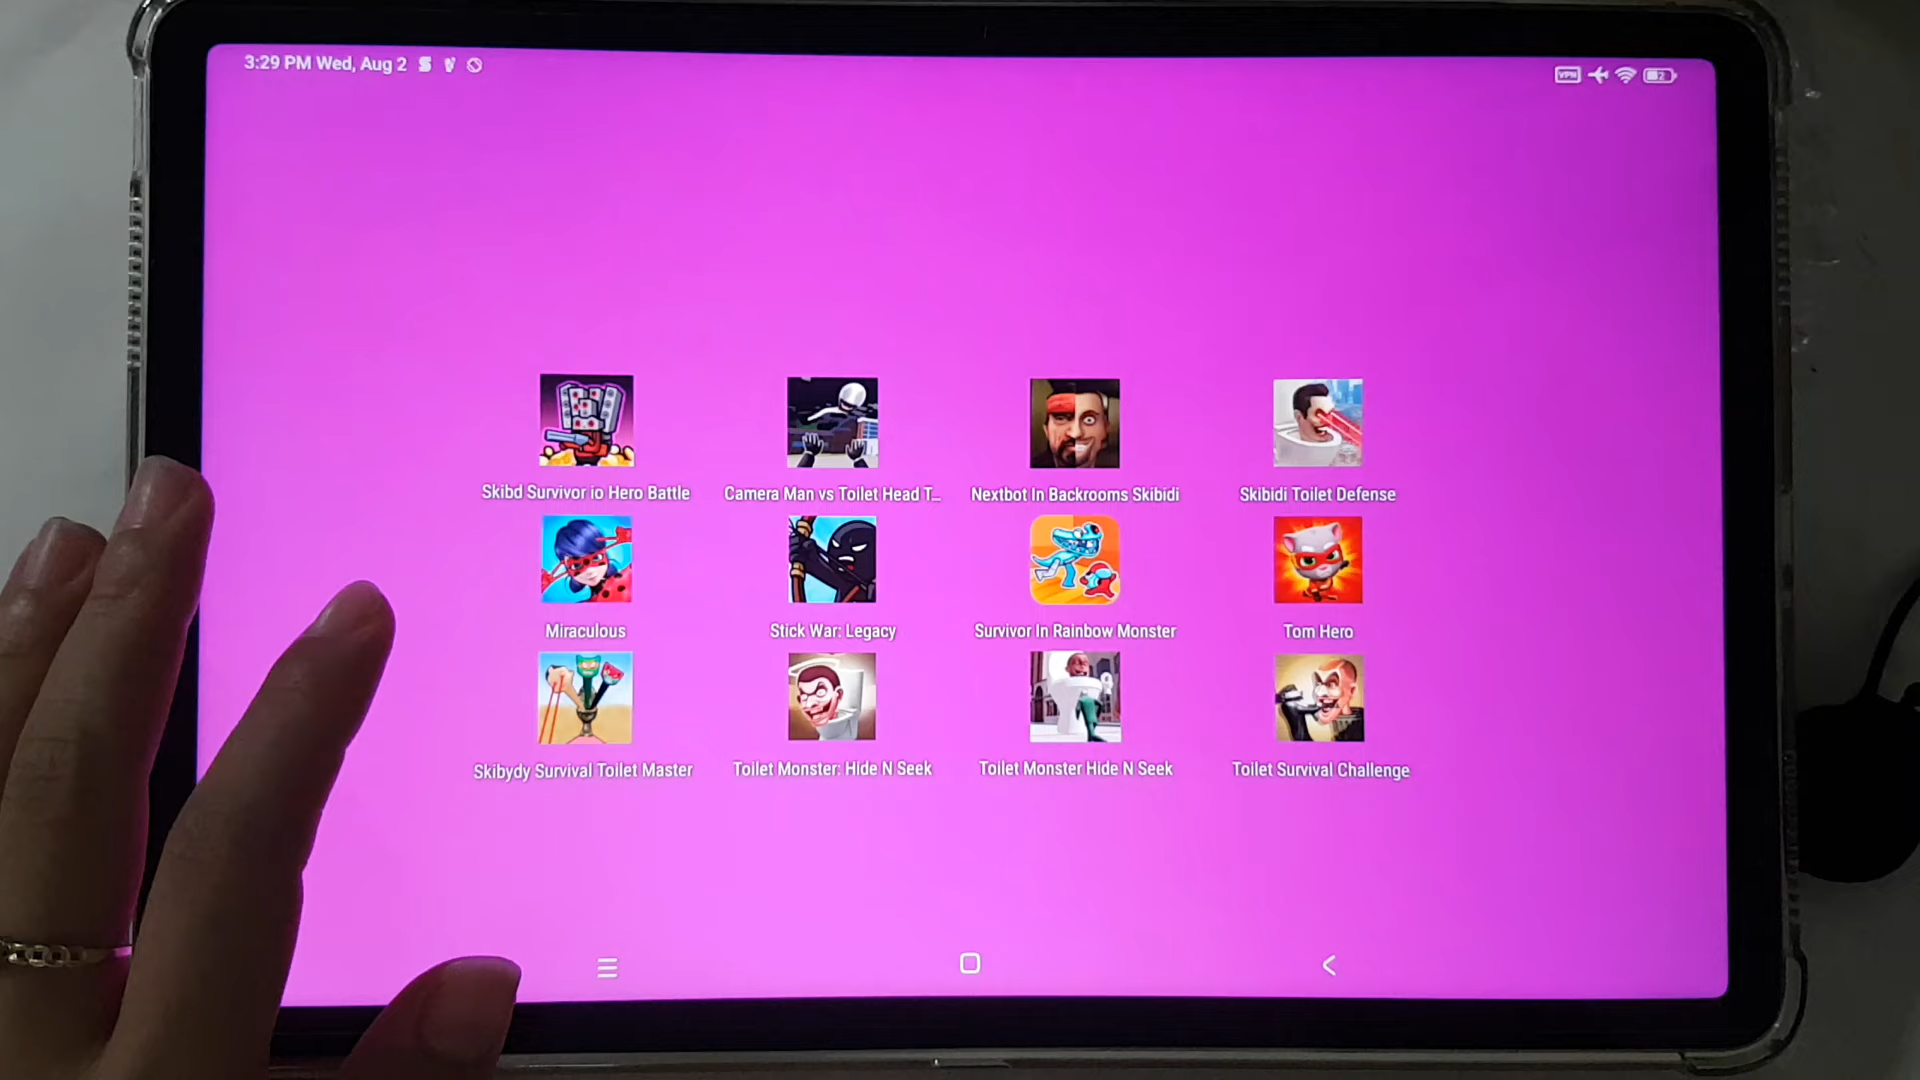 3:29 PM Wed, Aug 2
VPN
Skibd Survivor io Hero Battle
Camera Man vs Toilet Head T...
Nextbot In Backrooms Skibidi
Skibidi Toilet Defense
Miraculous
Stick War: Legacy
Survivor In Rainbow Monster
Tom Hero
Skibydy Survival Toilet Master
Toilet Monster: Hide N Seek
Toilet Monster Hide N Seek
Toilet Survival Challenge